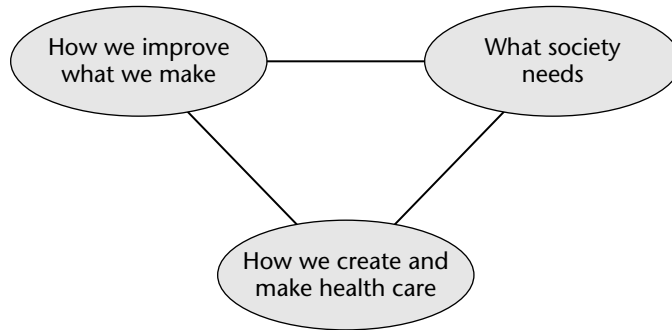 How we improve
what we make
What society
needs
How we create and
make health care